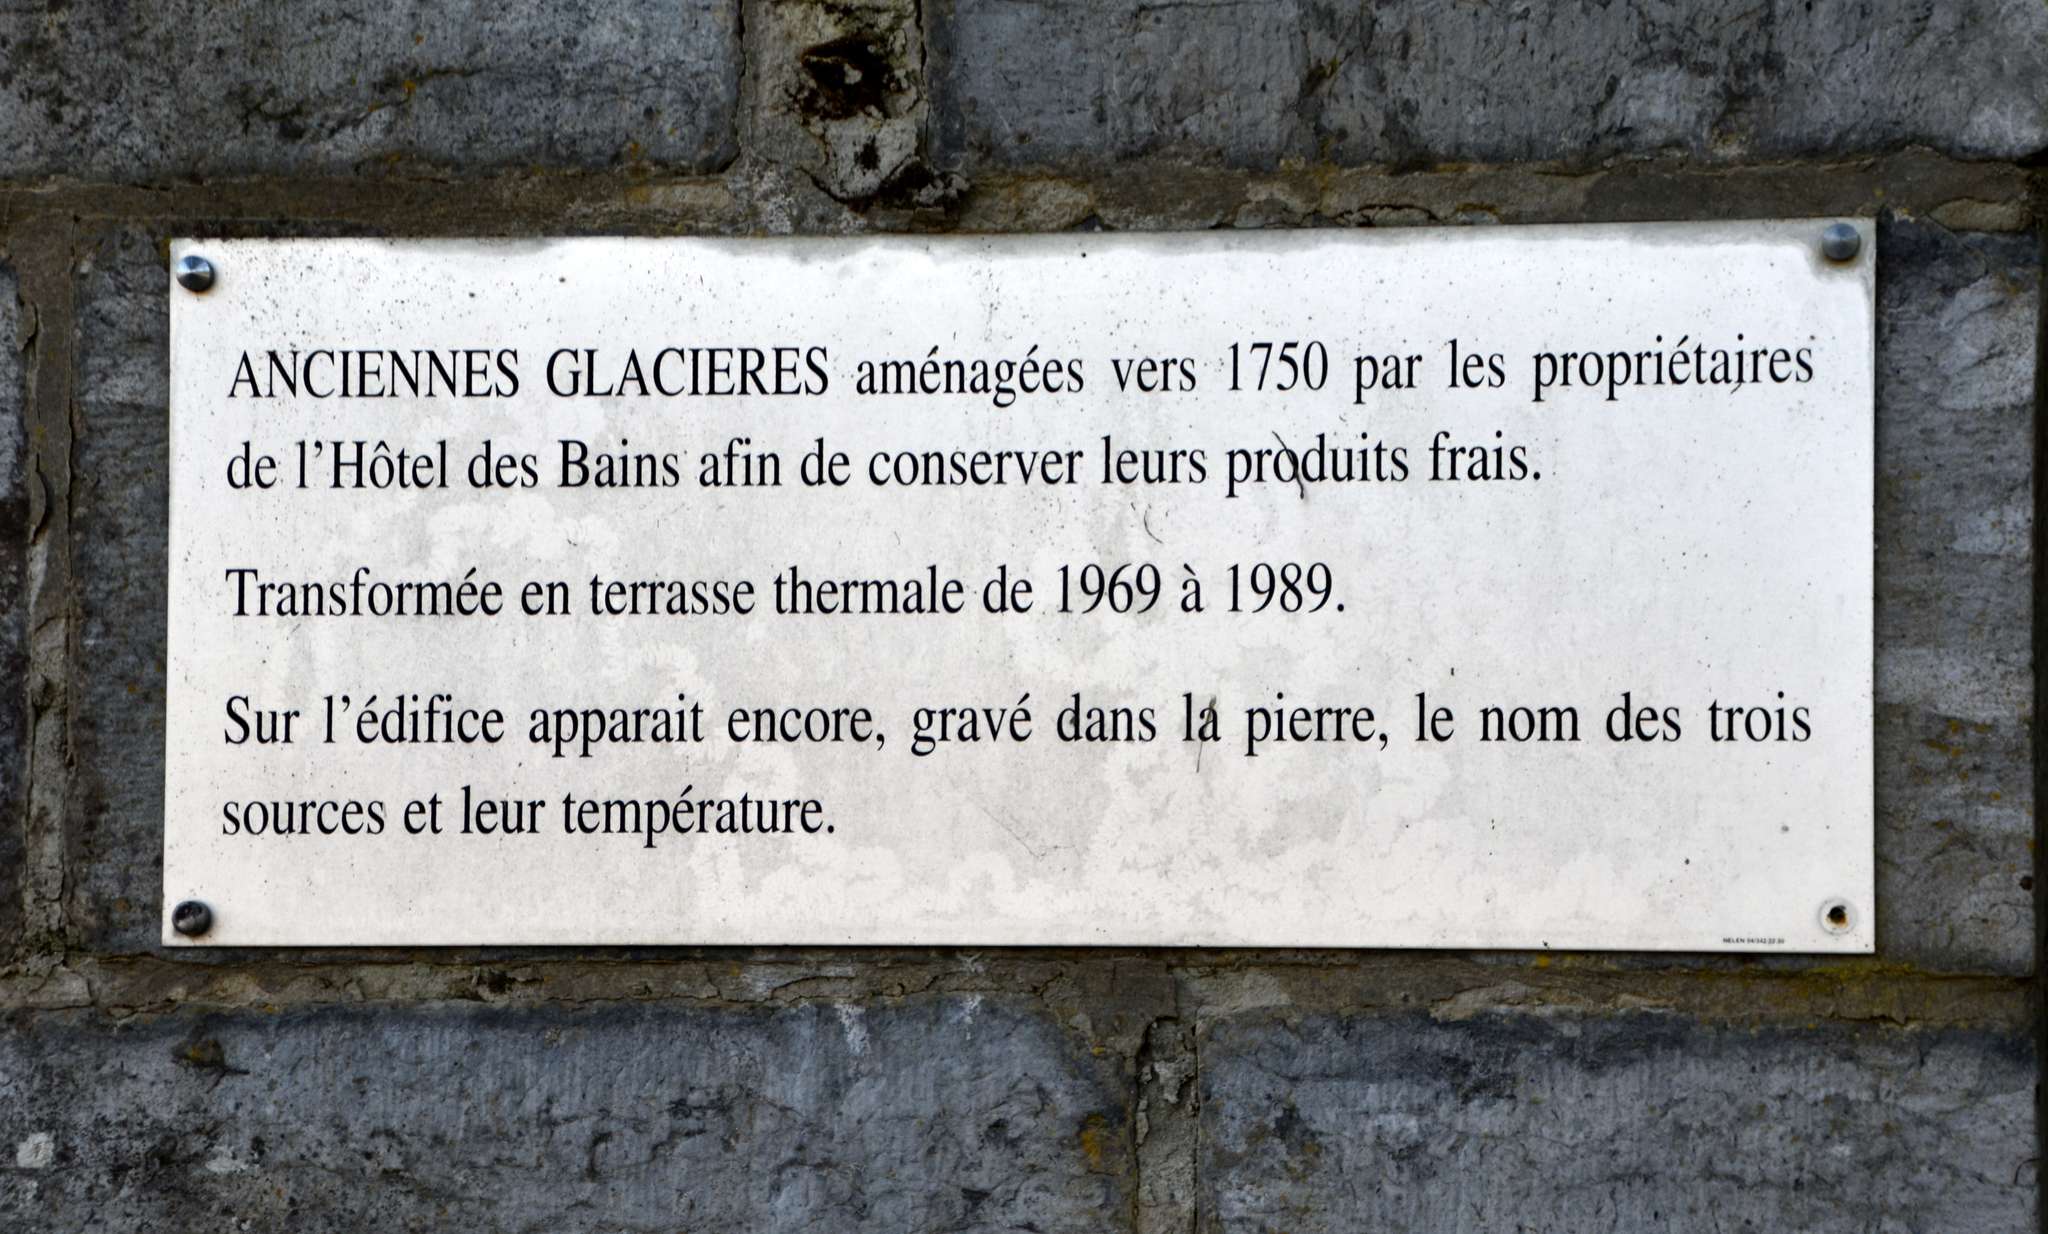 ANCIENNES GLACIERES aménagées vers 1750 par les propriétaires
de l'Hôtel des Bains afin de conserver leurs produits frais.
Transformée en terrasse thermale de 1969 à 1989.
Sur l'édifice apparait encore, gravé dans la pierre, le nom des trois
sources et leur température.
NELEN